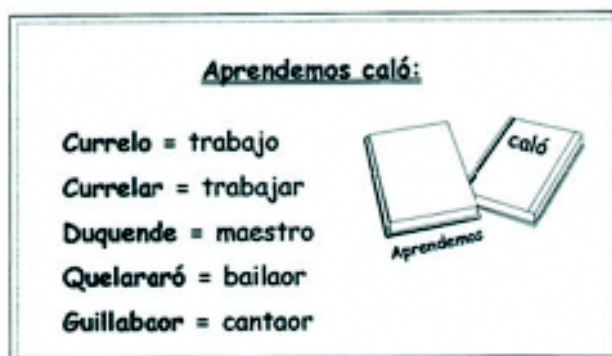 Aprendemos caló:
Currelo = trabajo
Currelar = trabajar
Duquende = maestro
Quelararó = bailaor
Guillabaor = cantaor
caló
Aprendemos